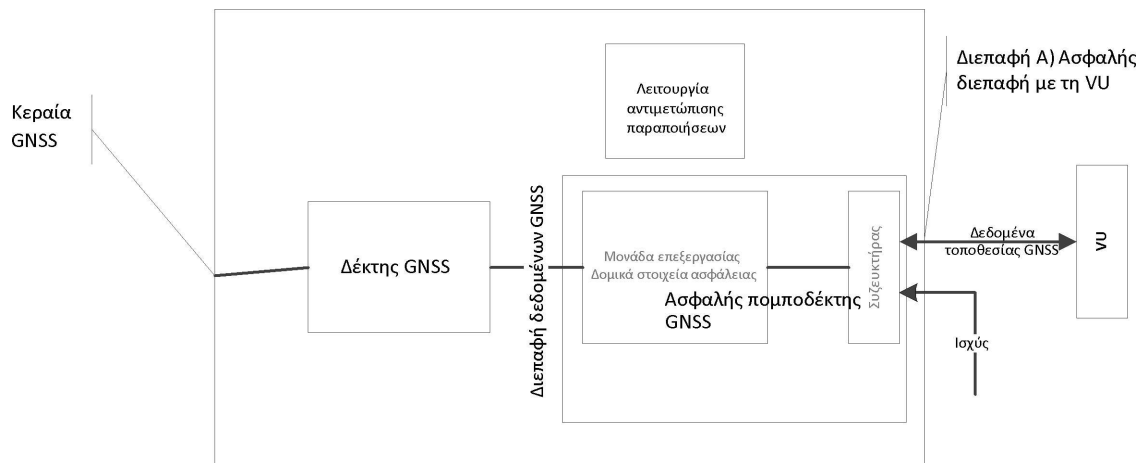 Κεραία
GNSS
Λειτουργία
αντιμετώπισης
παραποιήσεων
Διεπαφή Α) Ασφαλής
διεπαφή με τη VU
Δέκτης GNSS
Διεπαφή δεδομένων GNSS
Μονάδα επεξεργασίας
Δομικά στοιχεία ασφάλειας
Ασφαλής πομποδέκτης
GNSS
Συζευκτήρας
Δεδομένα
τοποθεσίας GNSS
VU
Ισχύς